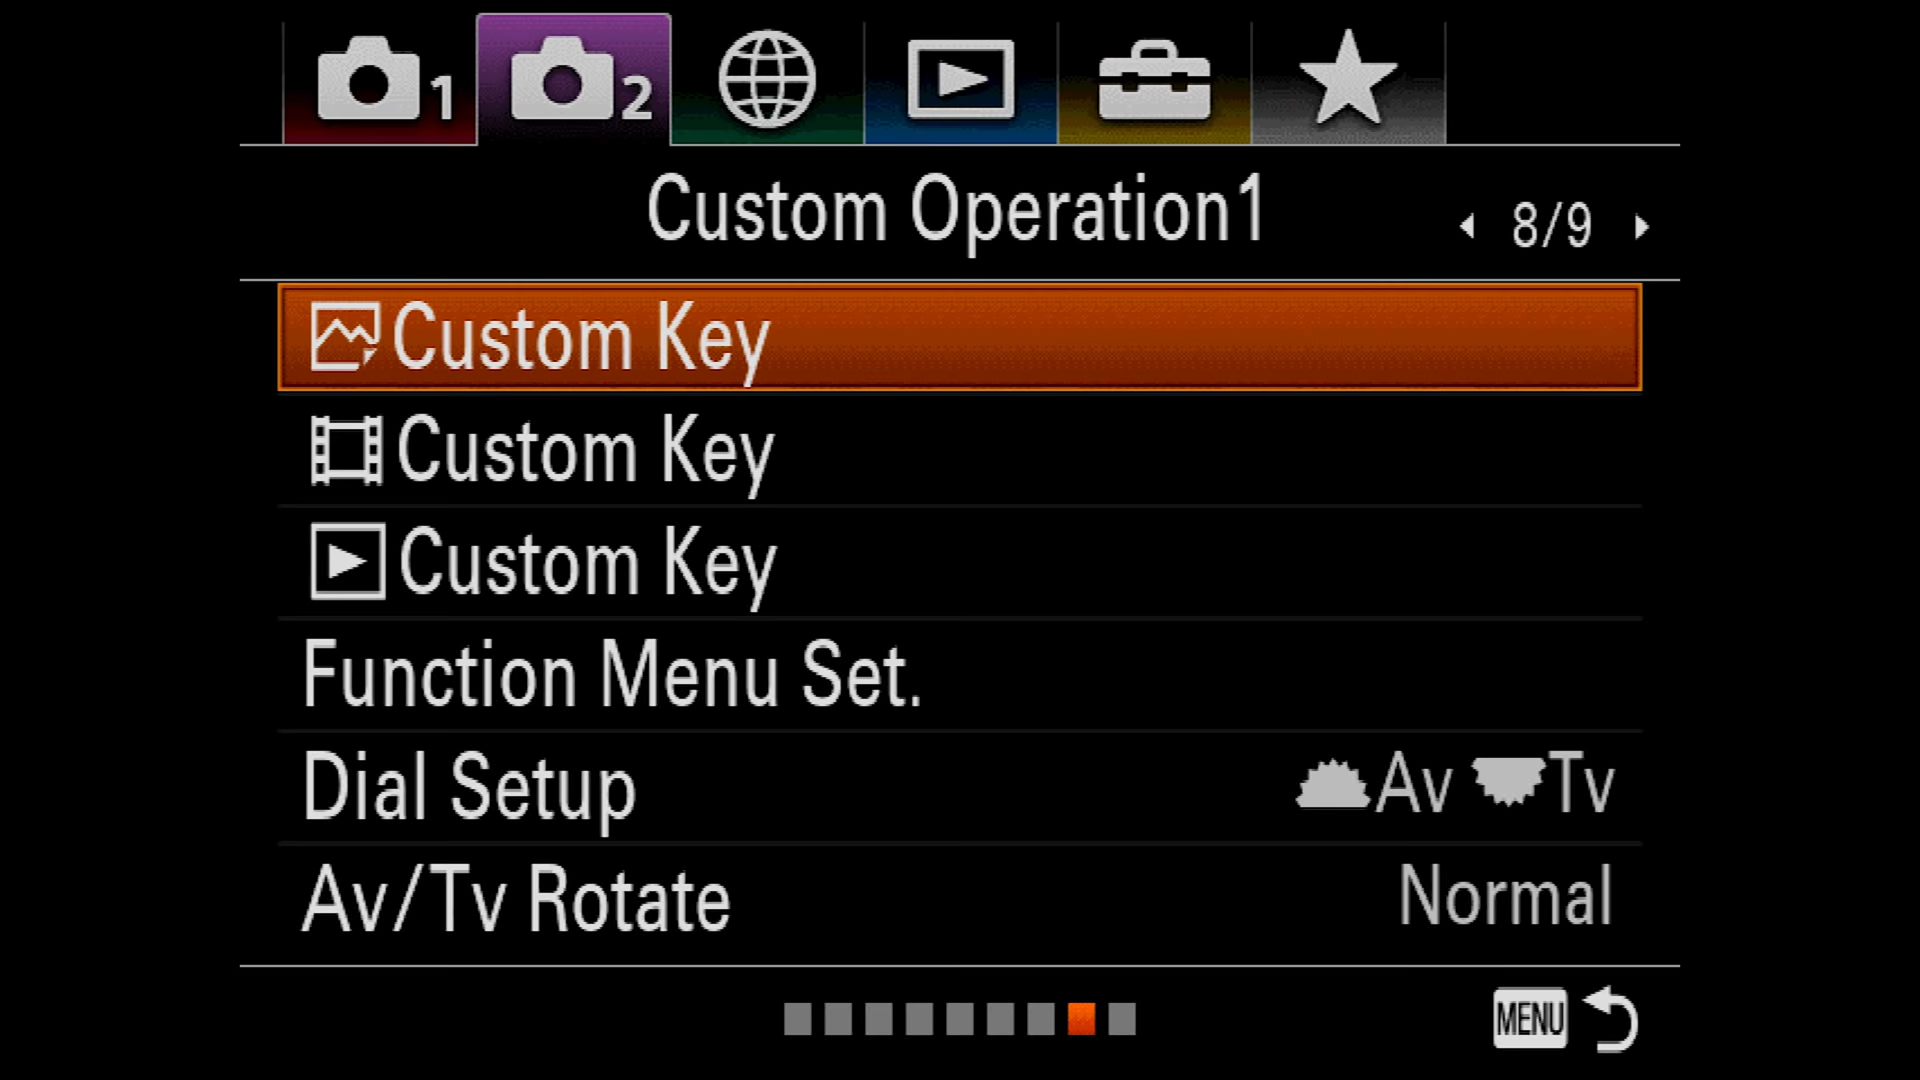 1 2
Custom Operation1 8/9
Custom Key
Custom Key
Custom Key
Function Menu Set.
Dial Setup Av Tv
Av/Tv Rotate Normal
MENU